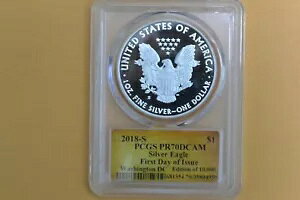 UNITED STATES OF AMERICA
1 OZ. FINE SILVER~ONE DOLLAR
2018-S $1
PCGS PR70DCAM
Silver Eagle
First Day of Issue
Washington DC Edition of 10,000